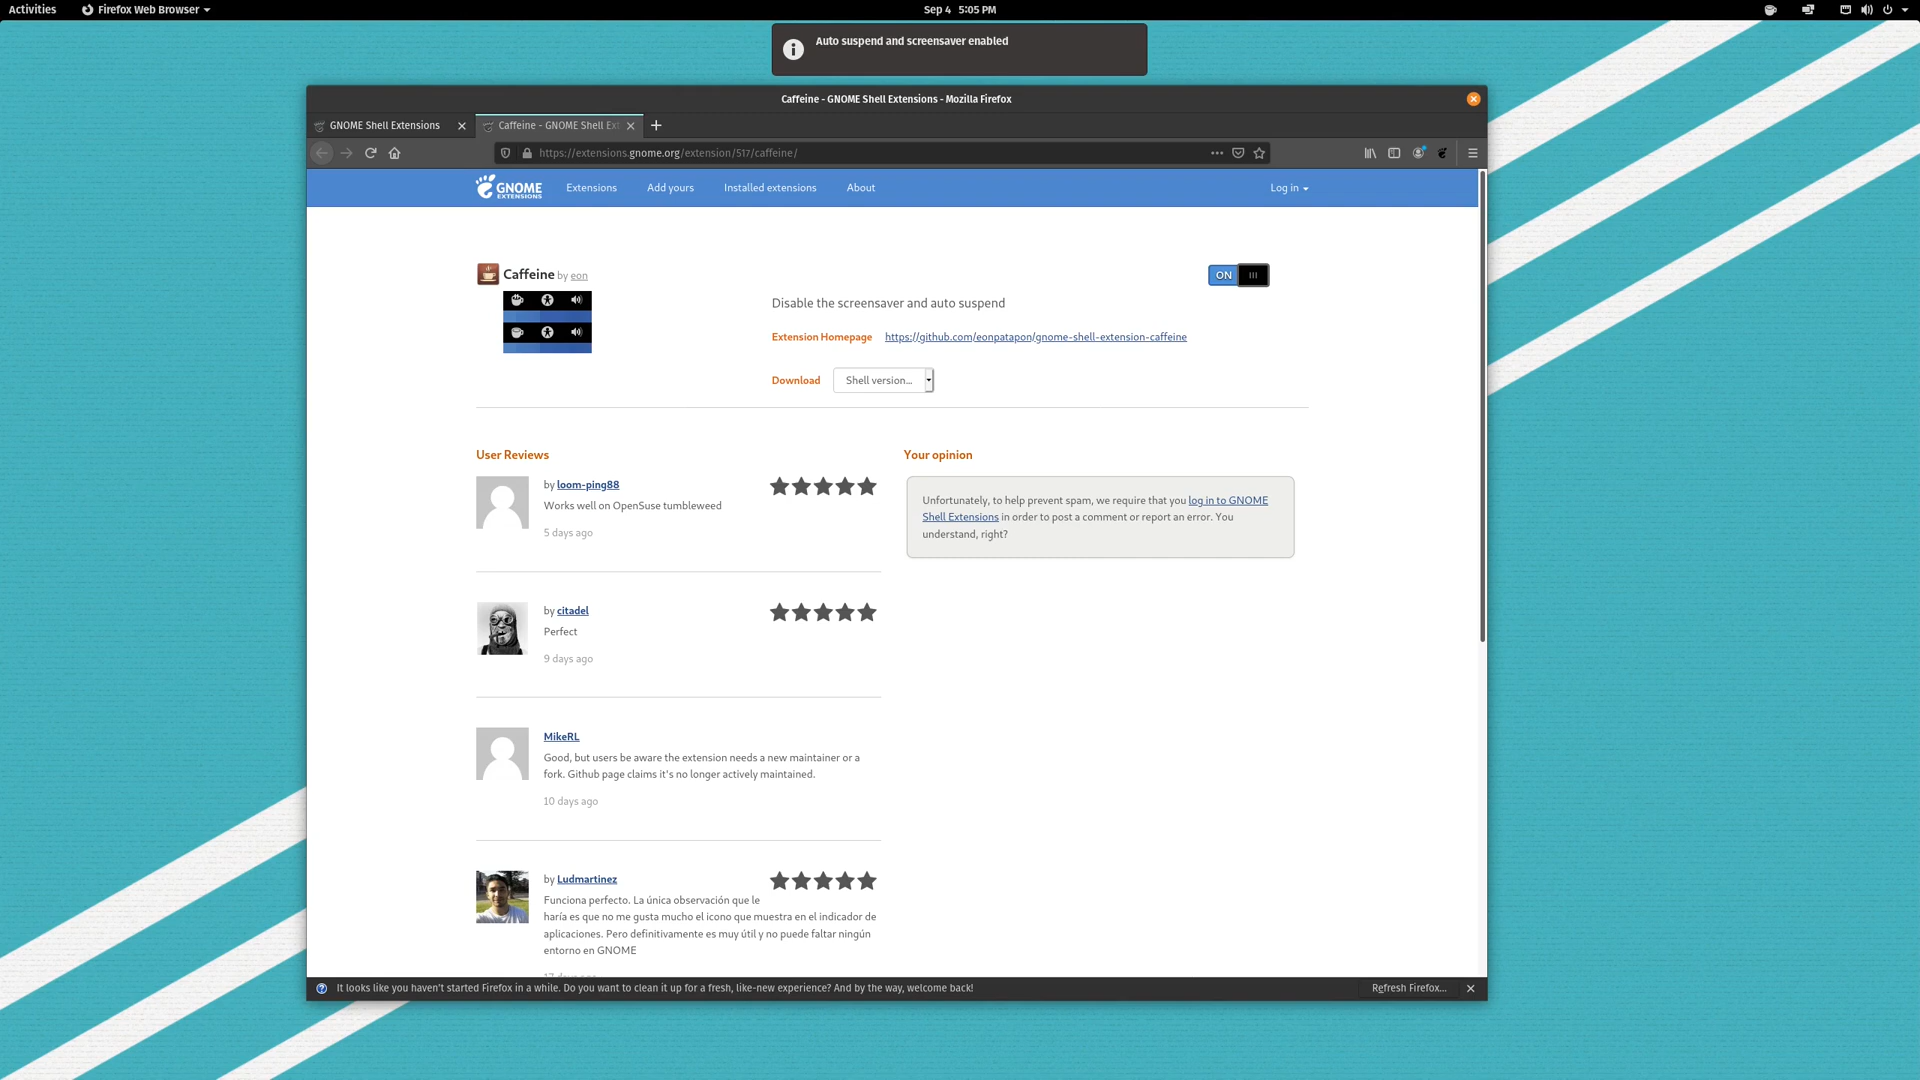 Activities Firefox Web Browser Sep 4 5:05 PM
Auto suspend and screensaver enabled
Caffeine - GNOME Shell Extensions - Mozilla Firefox
GNOME Shell Extensions Caffeine - GNOME Shell Ext
https://extensions.gnome.org/extension/517/caffeine/
GNOME EXTENSIONS Extensions Add yours Installed extensions About Log in
Caffeine by eon ON
Disable the screensaver and auto suspend
Extension Homepage https://github.com/eonpatapon/gnome-shell-extension-caffeine
Download Shell version...
User Reviews
by loom-ping88
Works well on OpenSuse tumbleweed
5 days ago
by citadel
Perfect
9 days ago
MikeRL
Good, but users be aware the extension needs a new maintainer or a
fork. Github page claims it's no longer actively maintained.
10 days ago
by Ludmartinez
Funciona perfecto. La única observación que le
haría es que no me gusta mucho el icono que muestra en el indicador de
aplicaciones. Pero definitivamente es muy útil y no puede faltar ningún
entorno en GNOME
17 days ago
Your opinion
Unfortunately, to help prevent spam, we require that you log in to GNOME
Shell Extensions in order to post a comment or report an error. You
understand, right?
It looks like you haven't started Firefox in a while. Do you want to clean it up for a fresh, like-new experience? And by the way, welcome back! Refresh Firefox...